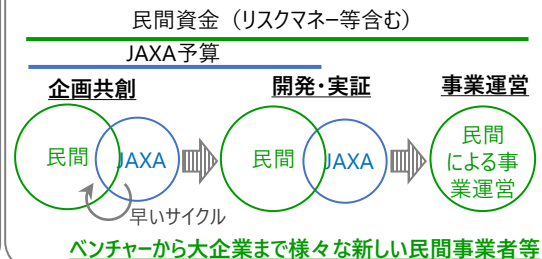 民間資金（リスクマネー等含む）
JAXA予算
企画共創
開発・実証
事業運営
民間
JAXA
民間
JAXA
民間
による事
業運営
早いサイクル
ベンチャーから大企業まで様々な新しい民間事業者等